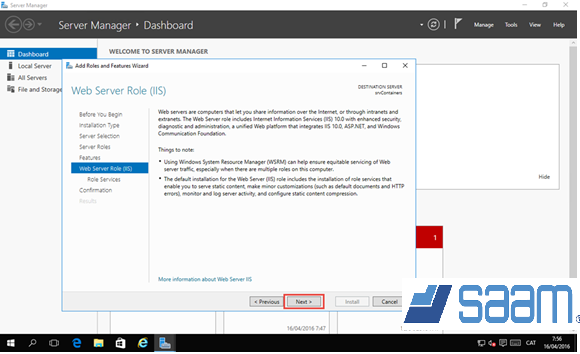 Server Manager
Server Manager • Dashboard
Manage Tools View Help
Dashboard
Local Server
All Servers
File and Storage
WELCOME TO SERVER MANAGER
Add Roles and Features Wizard
Web Server Role (IIS)
DESTINATION SERVER
srvContainers
Before You Begin
Installation Type
Server Selection
Server Roles
Features
Web Server Role (IIS)
Role Services
Confirmation
Results
Web servers are computers that let you share information over the Internet, or through intranets and
extranets. The Web Server role includes Internet Information Services (IIS) 10.0 with enhanced security,
diagnostic and administration, a unified Web platform that integrates IIS 10.0, ASP.NET, and Windows
Communication Foundation.
Things to note:
• Using Windows System Resource Manager (WSRM) can help ensure equitable servicing of Web
server traffic, especially when there are multiple roles on this computer.
• The default installation for the Web Server (IIS) role includes the installation of role services that
enable you to serve static content, make minor customizations (such as default documents and HTTP
errors), monitor and log server activity, and configure static content compression.
More information about Web Server IIS
< Previous Next > Install Cancel
Hide
1
16/04/2016 7:47
saam
®
CAT
7:56
16/04/2016